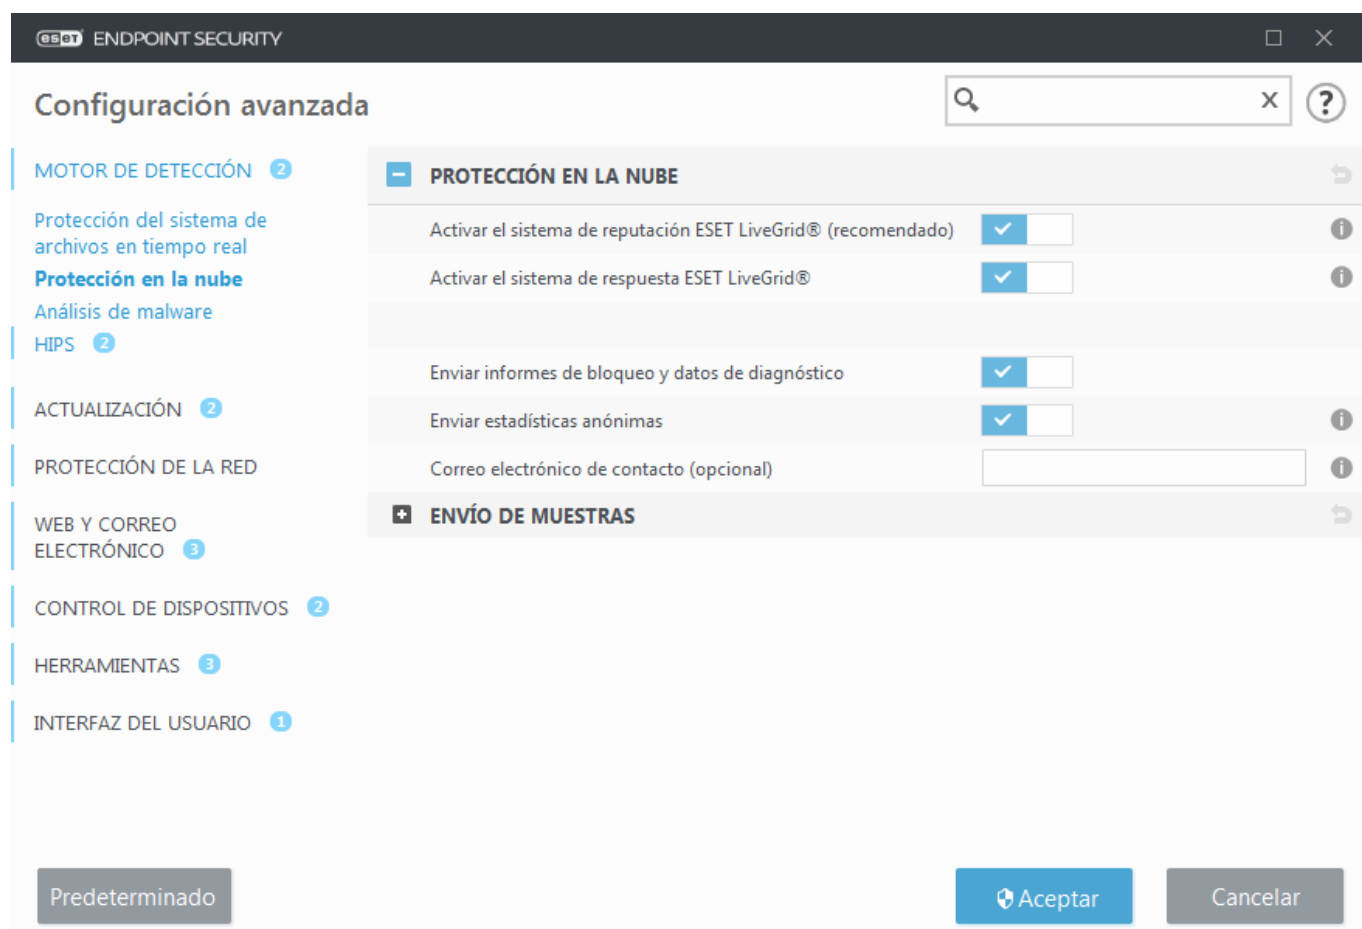 eset ENDPOINT SECURITY
Configuración avanzada
X
?
MOTOR DE DETECCIÓN 2
Protección del sistema de
archivos en tiempo real
Protección en la nube
Análisis de malware
HIPS 2
ACTUALIZACIÓN 2
PROTECCIÓN DE LA RED
WEB Y CORREO
ELECTRÓNICO 3
CONTROL DE DISPOSITIVOS 2
HERRAMIENTAS 3
INTERFAZ DEL USUARIO 1
PROTECCIÓN EN LA NUBE
Activar el sistema de reputación ESET LiveGrid® (recomendado)
Activar el sistema de respuesta ESET LiveGrid®
Enviar informes de bloqueo y datos de diagnóstico
Enviar estadísticas anónimas
Correo electrónico de contacto (opcional)
ENVÍO DE MUESTRAS
Predeterminado
Aceptar
Cancelar